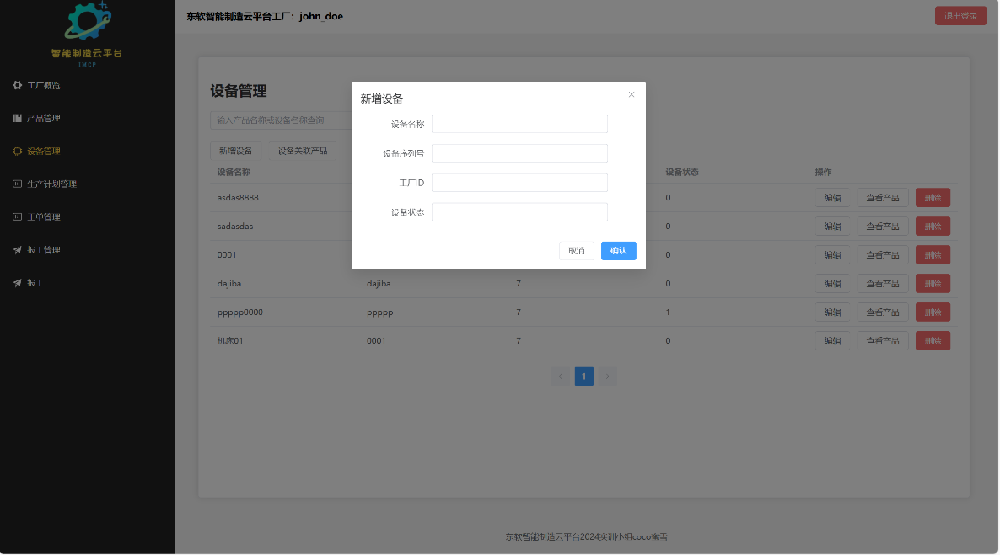 智能制造云平台
IMCP
工厂概览
产品管理
设备管理
生产计划管理
工单管理
报工管理
报工
东软智能制造云平台工厂：john_doe
退出登录
设备管理
输入产品名称或设备名称查询
新增设备 设备关联产品
设备名称 设备状态 操作
asdas8888 0 编辑 查看产品 删除
sadasdas 0 编辑 查看产品 删除
0001 0 编辑 查看产品 删除
dajiba dajiba 7 0 编辑 查看产品 删除
ppppp0000 ppppp 7 1 编辑 查看产品 删除
机床01 0001 7 0 编辑 查看产品 删除
1
新增设备
设备名称
设备序列号
工厂ID
设备状态
取消 确认
东软智能制造云平台2024实训小组coco蜜雪